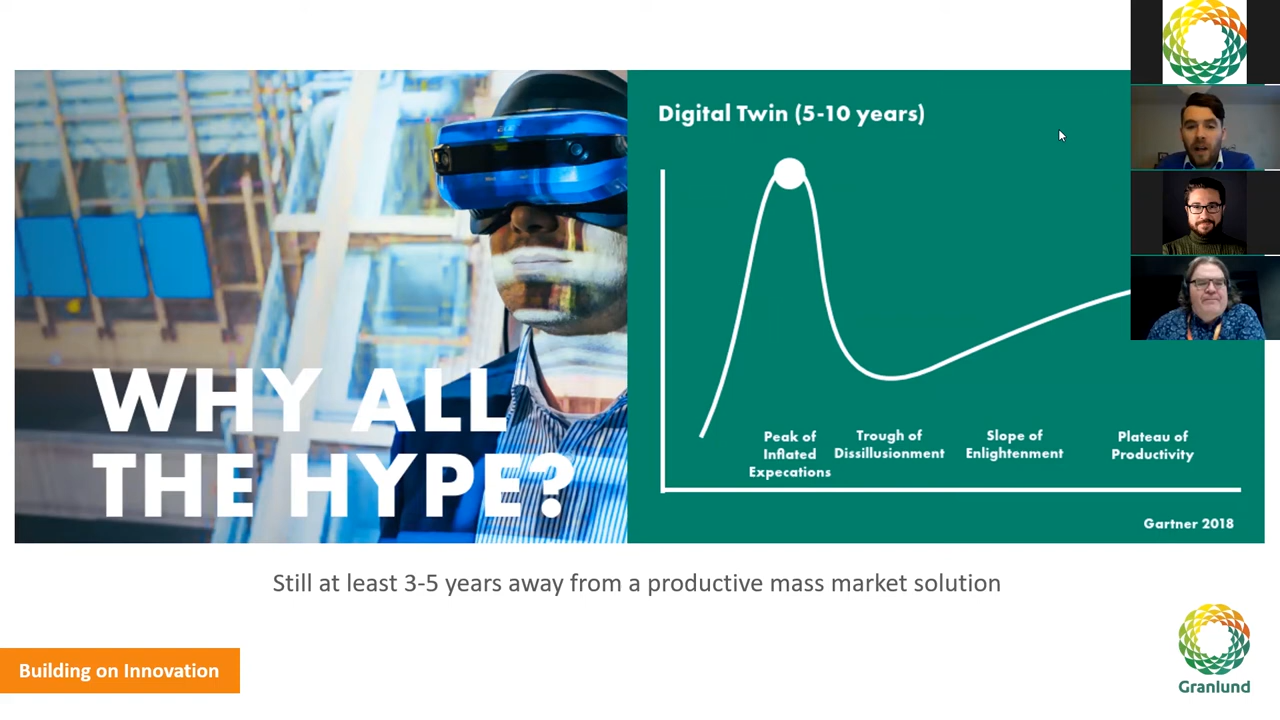 WHY ALL
THE HYPE?
Digital Twin (5-10 years)
Peak of
Inflated
Expecations
Trough of
Dissillusionment
Slope of
Enlightenment
Plateau of
Productivity
Gartner 2018
Still at least 3-5 years away from a productive mass market solution
Building on Innovation
Granlund